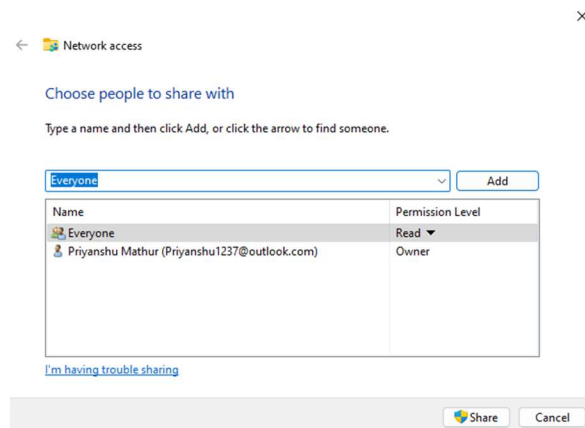 Network access
Choose people to share with
Type a name and then click Add, or click the arrow to find someone.
Everyone
Add
Name Permission Level
Everyone Read
Priyanshu Mathur (Priyanshu1237@outlook.com) Owner
I'm having trouble sharing
Share Cancel